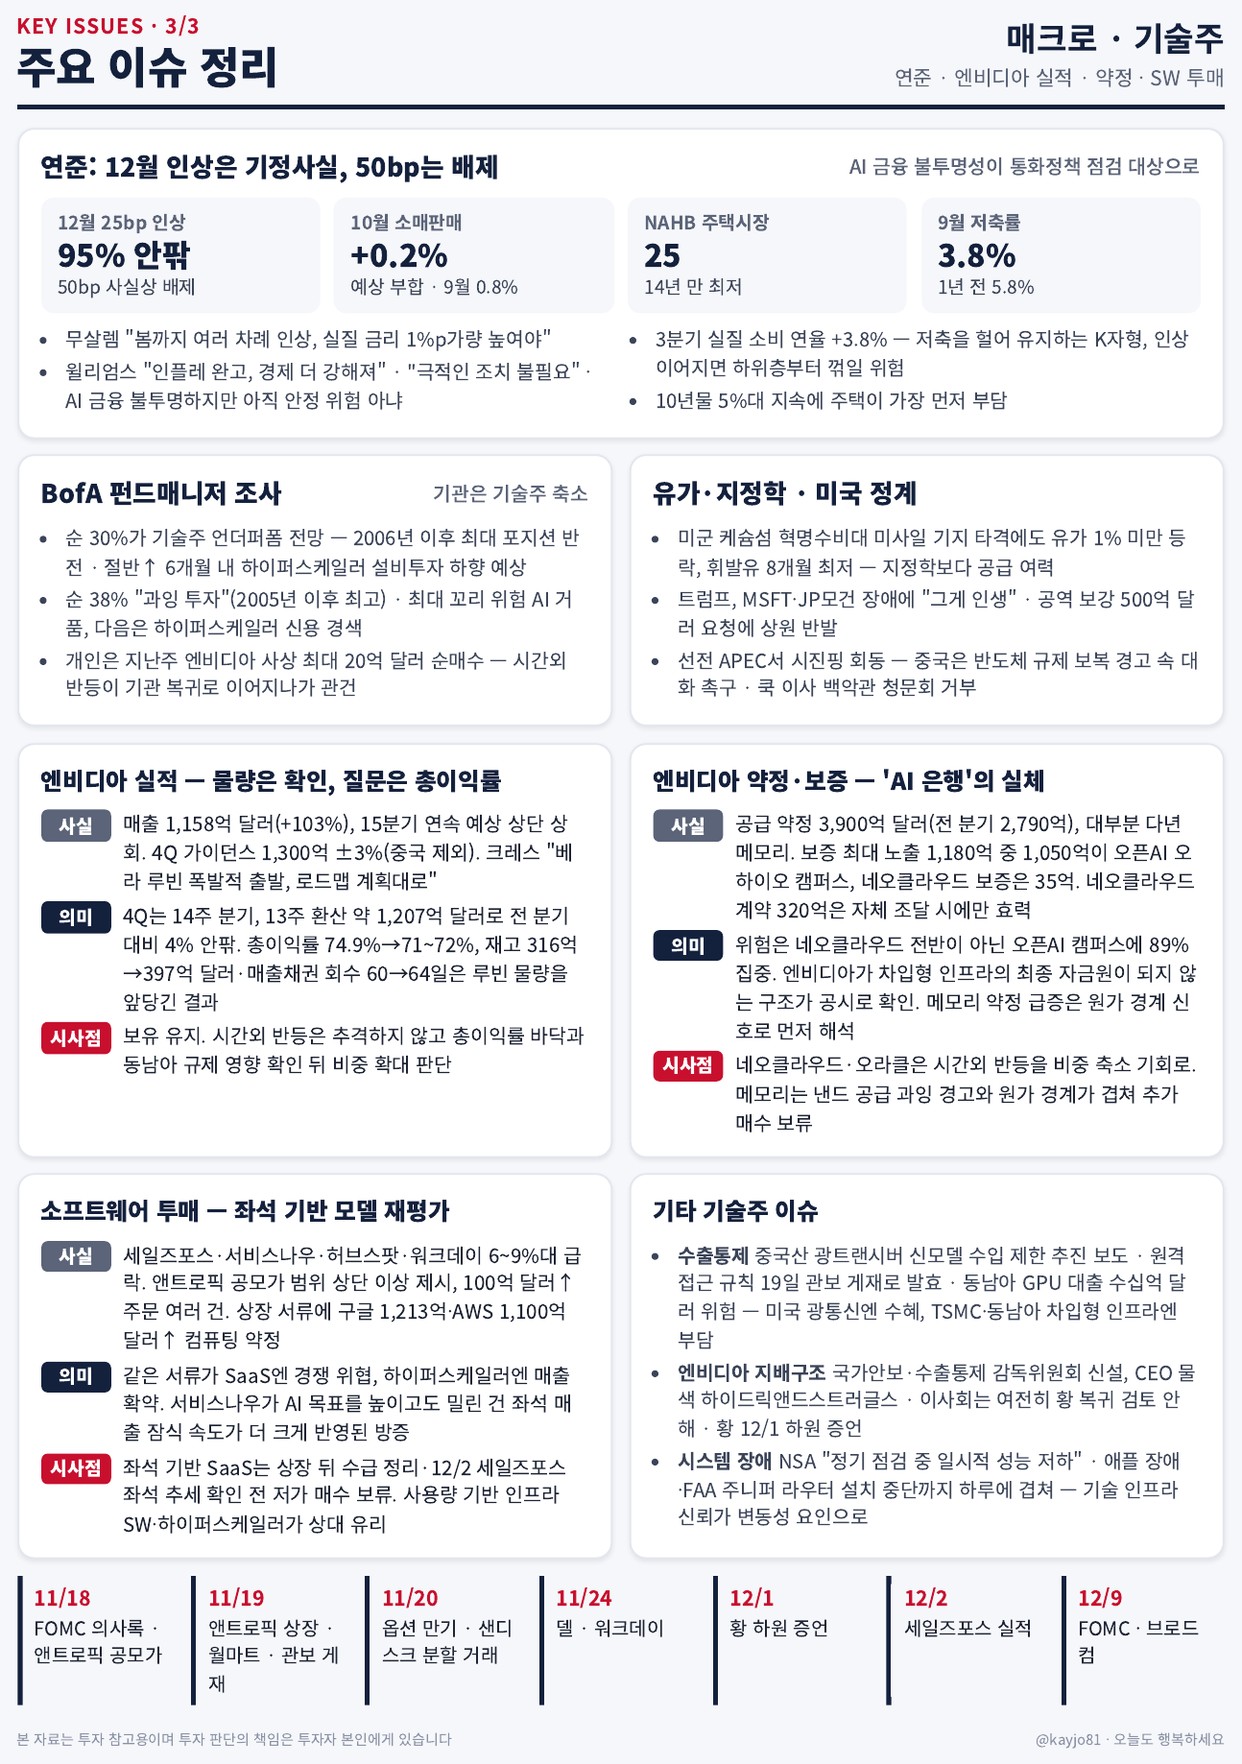 KEY ISSUES · 3/3
주요 이슈 정리
매크로 · 기술주
연준 · 엔비디아 실적 · 약정 · SW 투매
연준: 12월 인상은 기정사실, 50bp는 배제
AI 금융 불투명성이 통화정책 점검 대상으로
12월 25bp 인상
95% 안팎
50bp 사실상 배제
10월 소매판매
+0.2%
예상 부합 · 9월 0.8%
NAHB 주택시장
25
14년 만 최저
9월 저축률
3.8%
1년 전 5.8%
• 무살렘 "봄까지 여러 차례 인상, 실질 금리 1%p가량 높여야"
• 윌리엄스 "인플레 완고, 경제 더 강해져" · "극적인 조치 불필요" ·
AI 금융 불투명하지만 아직 안정 위험 아냐
• 3분기 실질 소비 연율 +3.8% — 저축을 헐어 유지하는 K자형, 인상
이어지면 하위층부터 꺾일 위험
• 10년물 5%대 지속에 주택이 가장 먼저 부담
BofA 펀드매니저 조사
기관은 기술주 축소
• 순 30%가 기술주 언더퍼폼 전망 — 2006년 이후 최대 포지션 반
전 · 절반↑ 6개월 내 하이퍼스케일러 설비투자 하향 예상
• 순 38% "과잉 투자"(2005년 이후 최고) · 최대 꼬리 위험 AI 거
품, 다음은 하이퍼스케일러 신용 경색
• 개인은 지난주 엔비디아 사상 최대 20억 달러 순매수 — 시간외
반등이 기관 복귀로 이어지나가 관건
유가·지정학 · 미국 정계
• 미군 케슘섬 혁명수비대 미사일 기지 타격에도 유가 1% 미만 등
락, 휘발유 8개월 최저 — 지정학보다 공급 여력
• 트럼프, MSFT·JP모건 장애에 "그게 인생" · 공역 보강 500억 달
러 요청에 상원 반발
• 선전 APEC서 시진핑 회동 — 중국은 반도체 규제 보복 경고 속 대
화 촉구 · 쿡 이사 백악관 청문회 거부
엔비디아 실적 — 물량은 확인, 질문은 총이익률
사실
매출 1,158억 달러(+103%), 15분기 연속 예상 상단 상
회. 4Q 가이던스 1,300억 ±3%(중국 제외). 크레스 "베
라 루빈 폭발적 출발, 로드맵 계획대로"
의미
4Q는 14주 분기, 13주 환산 약 1,207억 달러로 전 분기
대비 4% 안팎. 총이익률 74.9%→71~72%, 재고 316억
→397억 달러·매출채권 회수 60→64일은 루빈 물량을
앞당긴 결과
시사점
보유 유지. 시간외 반등은 추격하지 않고 총이익률 바닥과
동남아 규제 영향 확인 뒤 비중 확대 판단
엔비디아 약정·보증 — 'AI 은행'의 실체
사실
공급 약정 3,900억 달러(전 분기 2,790억), 대부분 다년
메모리. 보증 최대 노출 1,180억 중 1,050억이 오픈AI 오
하이오 캠퍼스, 네오클라우드 보증은 35억. 네오클라우드
계약 320억은 자체 조달 시에만 효력
의미
위험은 네오클라우드 전반이 아닌 오픈AI 캠퍼스에 89%
집중. 엔비디아가 차입형 인프라의 최종 자금원이 되지 않
는 구조가 공시로 확인. 메모리 약정 급증은 원가 경계 신
호로 먼저 해석
시사점
네오클라우드·오라클은 시간외 반등을 비중 축소 기회로.
메모리는 낸드 공급 과잉 경고와 원가 경계가 겹쳐 추가
매수 보류
소프트웨어 투매 — 좌석 기반 모델 재평가
사실
세일즈포스·서비스나우·허브스팟·워크데이 6~9%대 급
락. 앤트로픽 공모가 범위 상단 이상 제시, 100억 달러↑
주문 여러 건. 상장 서류에 구글 1,213억·AWS 1,100억
달러↑ 컴퓨팅 약정
의미
같은 서류가 SaaS엔 경쟁 위협, 하이퍼스케일러엔 매출
확약. 서비스나우가 AI 목표를 높이고도 밀린 건 좌석 매
출 잠식 속도가 더 크게 반영된 방증
시사점
좌석 기반 SaaS는 상장 뒤 수급 정리·12/2 세일즈포스
좌석 추세 확인 전 저가 매수 보류. 사용량 기반 인프라
SW·하이퍼스케일러가 상대 유리
기타 기술주 이슈
• 수출통제 중국산 광트랜시버 신모델 수입 제한 추진 보도 · 원격
접근 규칙 19일 관보 게재로 발효 · 동남아 GPU 대출 수십억 달
러 위험 — 미국 광통신엔 수혜, TSMC·동남아 차입형 인프라엔
부담
• 엔비디아 지배구조 국가안보·수출통제 감독위원회 신설, CEO 물
색 하이드릭앤드스트러글스 · 이사회는 여전히 황 복귀 검토 안
해 · 황 12/1 하원 증언
• 시스템 장애 NSA "정기 점검 중 일시적 성능 저하" · 애플 장애
·FAA 주니퍼 라우터 설치 중단까지 하루에 겹쳐 — 기술 인프라
신뢰가 변동성 요인으로
11/18
FOMC 의사록 ·
앤트로픽 공모가
11/19
앤트로픽 상장 ·
월마트 · 관보 게
재
11/20
옵션 만기 · 샌디
스크 분할 거래
11/24
델 · 워크데이
12/1
황 하원 증언
12/2
세일즈포스 실적
12/9
FOMC · 브로드
컴
본 자료는 투자 참고용이며 투자 판단의 책임은 투자자 본인에게 있습니다
@kayjo81 · 오늘도 행복하세요